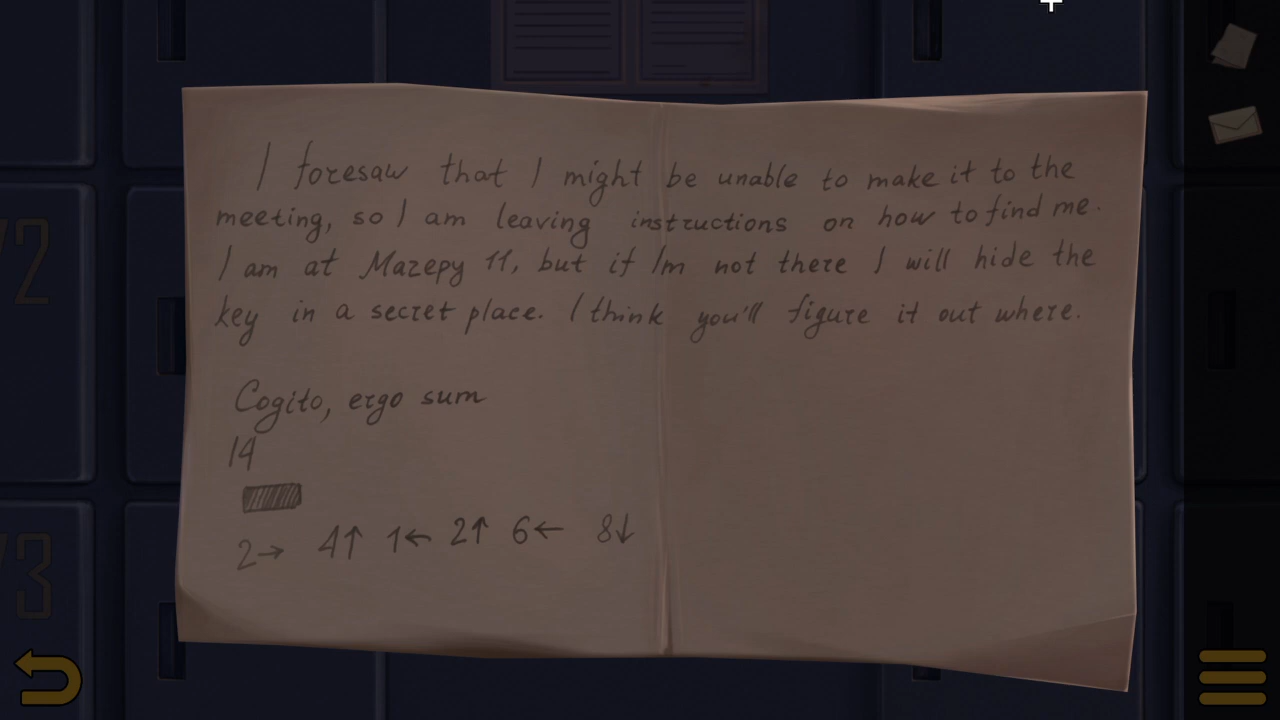 I foresaw that I might be unable to make it to the
meeting, so I am leaving instructions on how to find me.
I am at Mazepy 11, but if I'm not there I will hide the
key in a secret place. I think you'll figure it out where.
Cogito, ergo sum
14
2→ 4↑ 1← 2↑ 6← 8↓
/2
/3